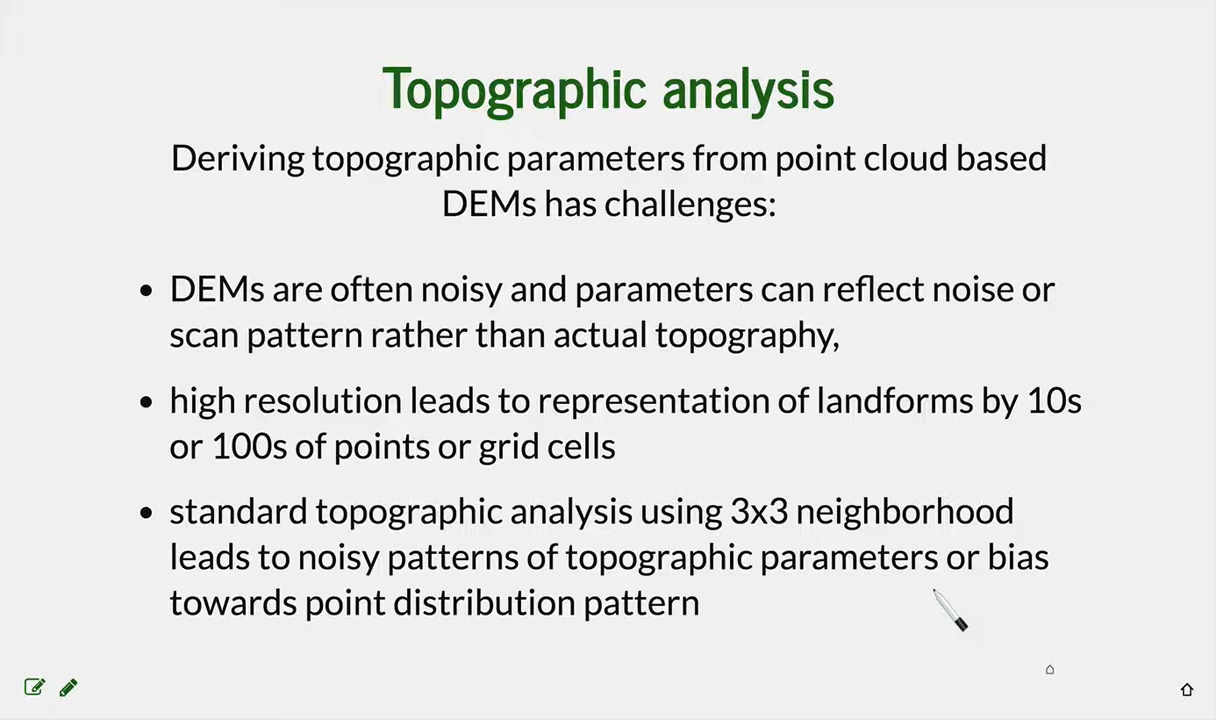 Topographic analysis
Deriving topographic parameters from point cloud based
DEMs has challenges:
• DEMs are often noisy and parameters can reflect noise or
scan pattern rather than actual topography,
• high resolution leads to representation of landforms by 10s
or 100s of points or grid cells
• standard topographic analysis using 3x3 neighborhood
leads to noisy patterns of topographic parameters or bias
towards point distribution pattern